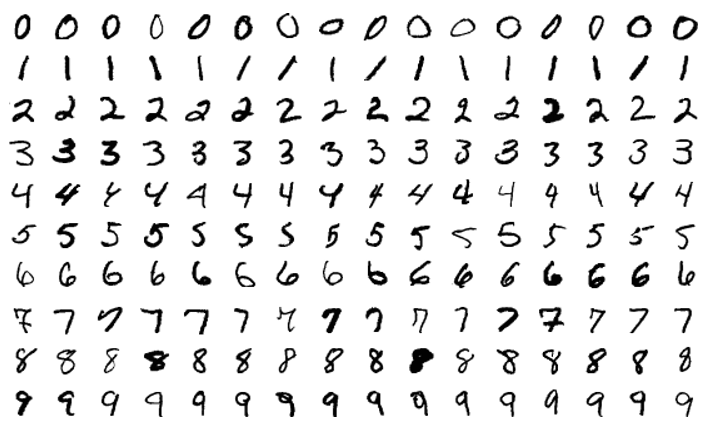 0 0 0 0 0 0 0 0 0 0 0 0 0 0 0 0
1 1 1 1 1 1 1 1 1 1 1 1 1 1 1 1
2 2 2 2 2 2 2 2 2 2 2 2 2 2 2 2
3 3 3 3 3 3 3 3 3 3 3 3 3 3 3 3
4 4 4 4 4 4 4 4 4 4 4 4 4 4 4 4
5 5 5 5 5 5 5 5 5 5 5 5 5 5 5 5
6 6 6 6 6 6 6 6 6 6 6 6 6 6 6 6
7 7 7 7 7 7 7 7 7 7 7 7 7 7 7 7
8 8 8 8 8 8 8 8 8 8 8 8 8 8 8 8
9 9 9 9 9 9 9 9 9 9 9 9 9 9 9 9